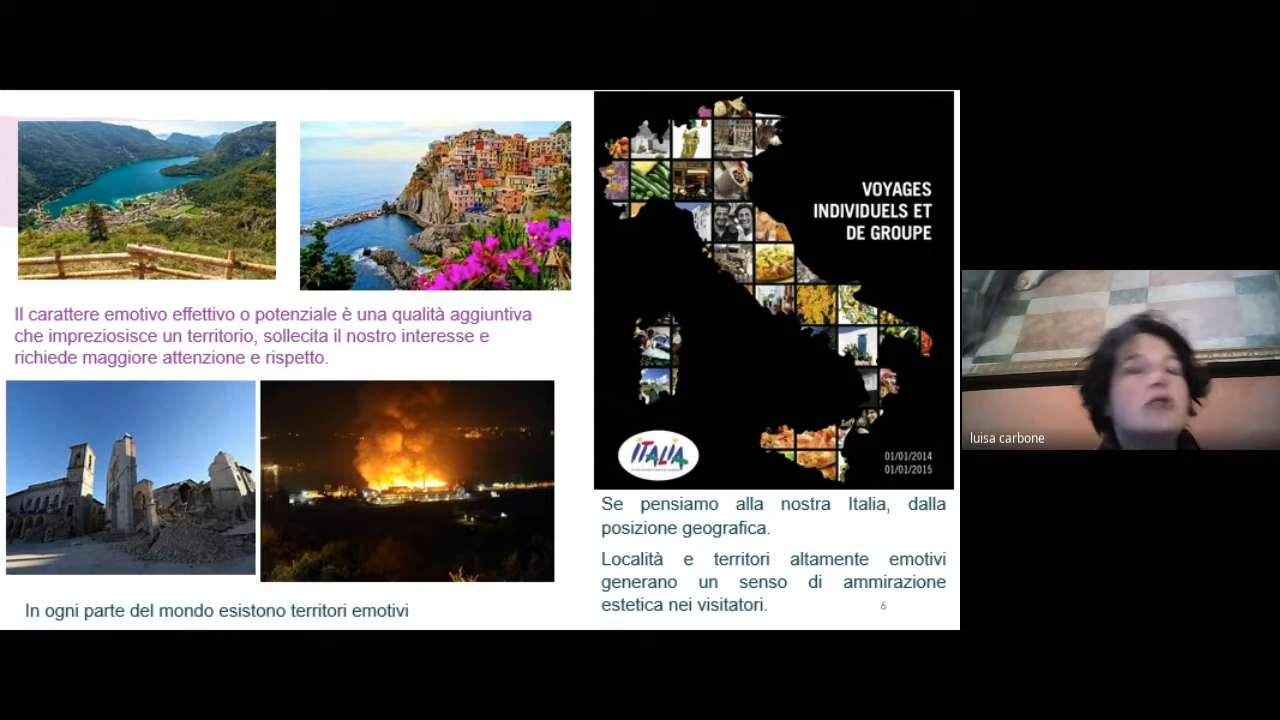 Il carattere emotivo effettivo o potenziale è una qualità aggiuntiva
che impreziosisce un territorio, sollecita il nostro interesse e
richiede maggiore attenzione e rispetto.
In ogni parte del mondo esistono territori emotivi
VOYAGES
INDIVIDUELS ET
DE GROUPE
ITALIA
01/01/2014
01/01/2015
Se pensiamo alla nostra Italia, dalla
posizione geografica.
Località e territori altamente emotivi
generano un senso di ammirazione
estetica nei visitatori.
6
luisa carbone